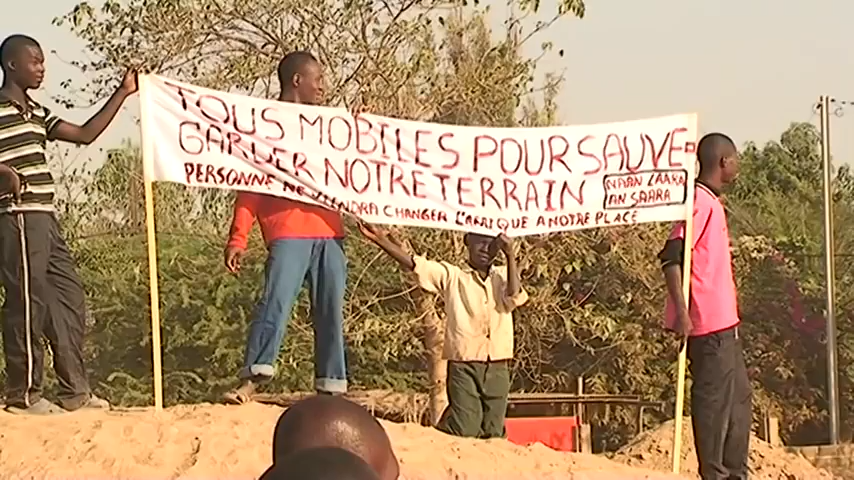 TOUS MOBILES POUR SAUVE-
GARDER NOTRE TERRAIN
PERSONNE NE VIENDRA CHANGER L'AFRIQUE A NOTRE PLACE
NAAN LAARA
AN SAARA